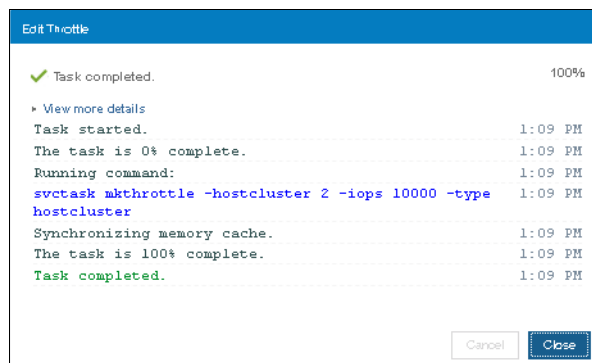 Edit Throttle
Task completed. 100%
View more details
Task started. 1:09 PM
The task is 0% complete. 1:09 PM
Running command: 1:09 PM
svctask mkthrottle -hostcluster 2 -iops 10000 -type 1:09 PM
hostcluster
Synchronizing memory cache. 1:09 PM
The task is 100% complete. 1:09 PM
Task completed. 1:09 PM
Cancel Close